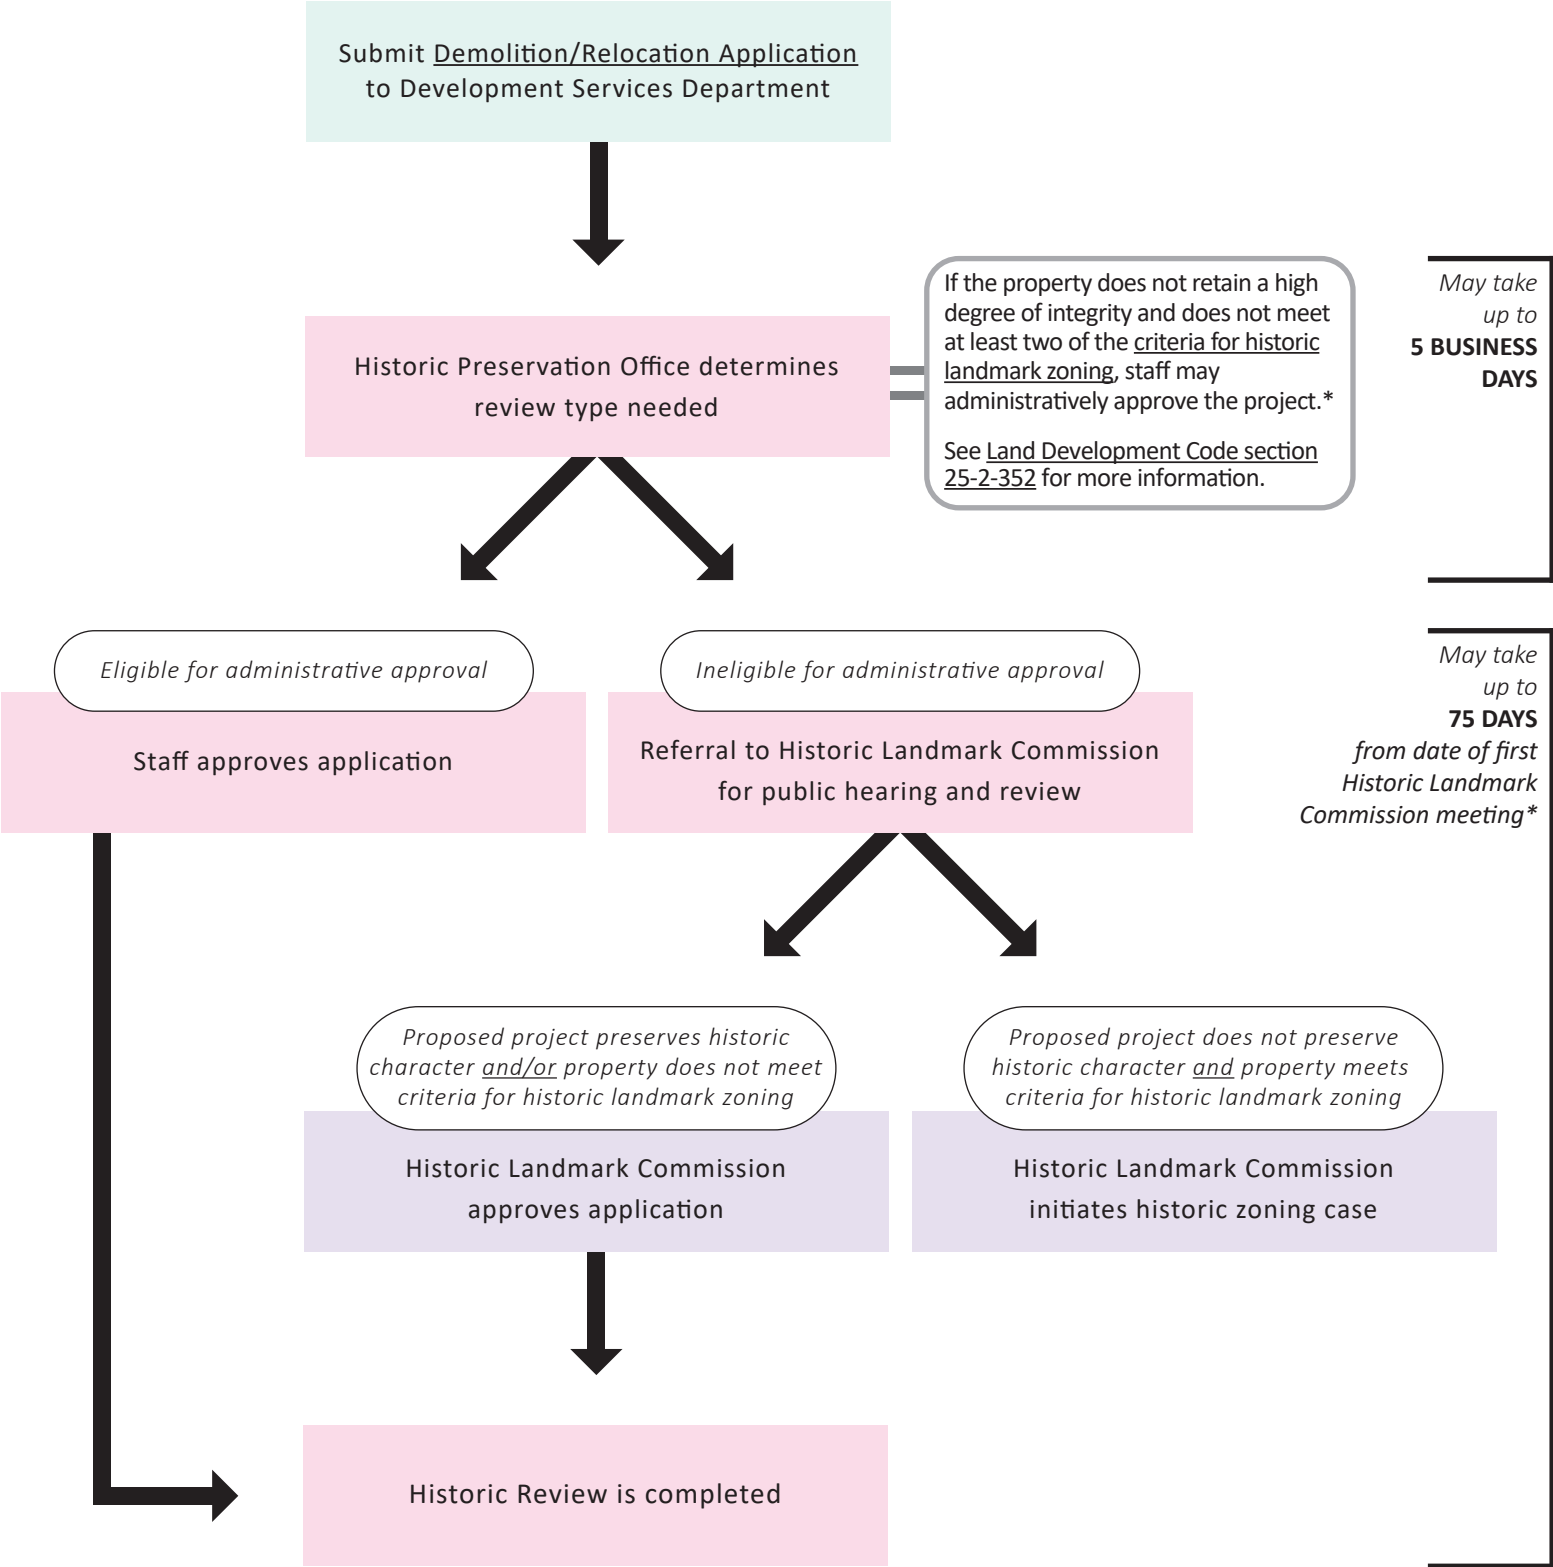 Submit Demolition/Relocation Application
to Development Services Department
Historic Preservation Office determines
review type needed
If the property does not retain a high
degree of integrity and does not meet
at least two of the criteria for historic
landmark zoning, staff may
administratively approve the project.*
See Land Development Code section
25-2-352 for more information.
May take
up to
5 BUSINESS
DAYS
Eligible for administrative approval
Staff approves application
Ineligible for administrative approval
Referral to Historic Landmark Commission
for public hearing and review
May take
up to
75 DAYS
from date of first
Historic Landmark
Commission meeting*
Proposed project preserves historic
character and/or property does not meet
criteria for historic landmark zoning
Historic Landmark Commission
approves application
Proposed project does not preserve
historic character and property meets
criteria for historic landmark zoning
Historic Landmark Commission
initiates historic zoning case
Historic Review is completed